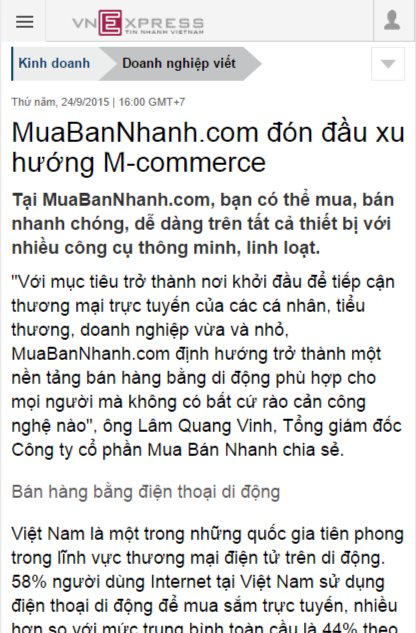 VNEXPRESS
TIN NHANH VIETNAM
Kinh doanh Doanh nghiệp viết
Thứ năm, 24/9/2015 | 16:00 GMT+7
MuaBanNhanh.com đón đầu xu
hướng M-commerce
Tại MuaBanNhanh.com, bạn có thể mua, bán
nhanh chóng, dễ dàng trên tất cả thiết bị với
nhiều công cụ thông minh, linh loạt.
"Với mục tiêu trở thành nơi khởi đầu để tiếp cận
thương mại trực tuyến của các cá nhân, tiểu
thương, doanh nghiệp vừa và nhỏ,
MuaBanNhanh.com định hướng trở thành một
nền tảng bán hàng bằng di động phù hợp cho
mọi người mà không có bất cứ rào cản công
nghệ nào", ông Lâm Quang Vinh, Tổng giám đốc
Công ty cổ phần Mua Bán Nhanh chia sẻ.
Bán hàng bằng điện thoại di động
Việt Nam là một trong những quốc gia tiên phong
trong lĩnh vực thương mại điện tử trên di động.
58% người dùng Internet tại Việt Nam sử dụng
điện thoại di động để mua sắm trực tuyến, nhiều
hơn so với mức trung bình toàn cầu là 44% theo